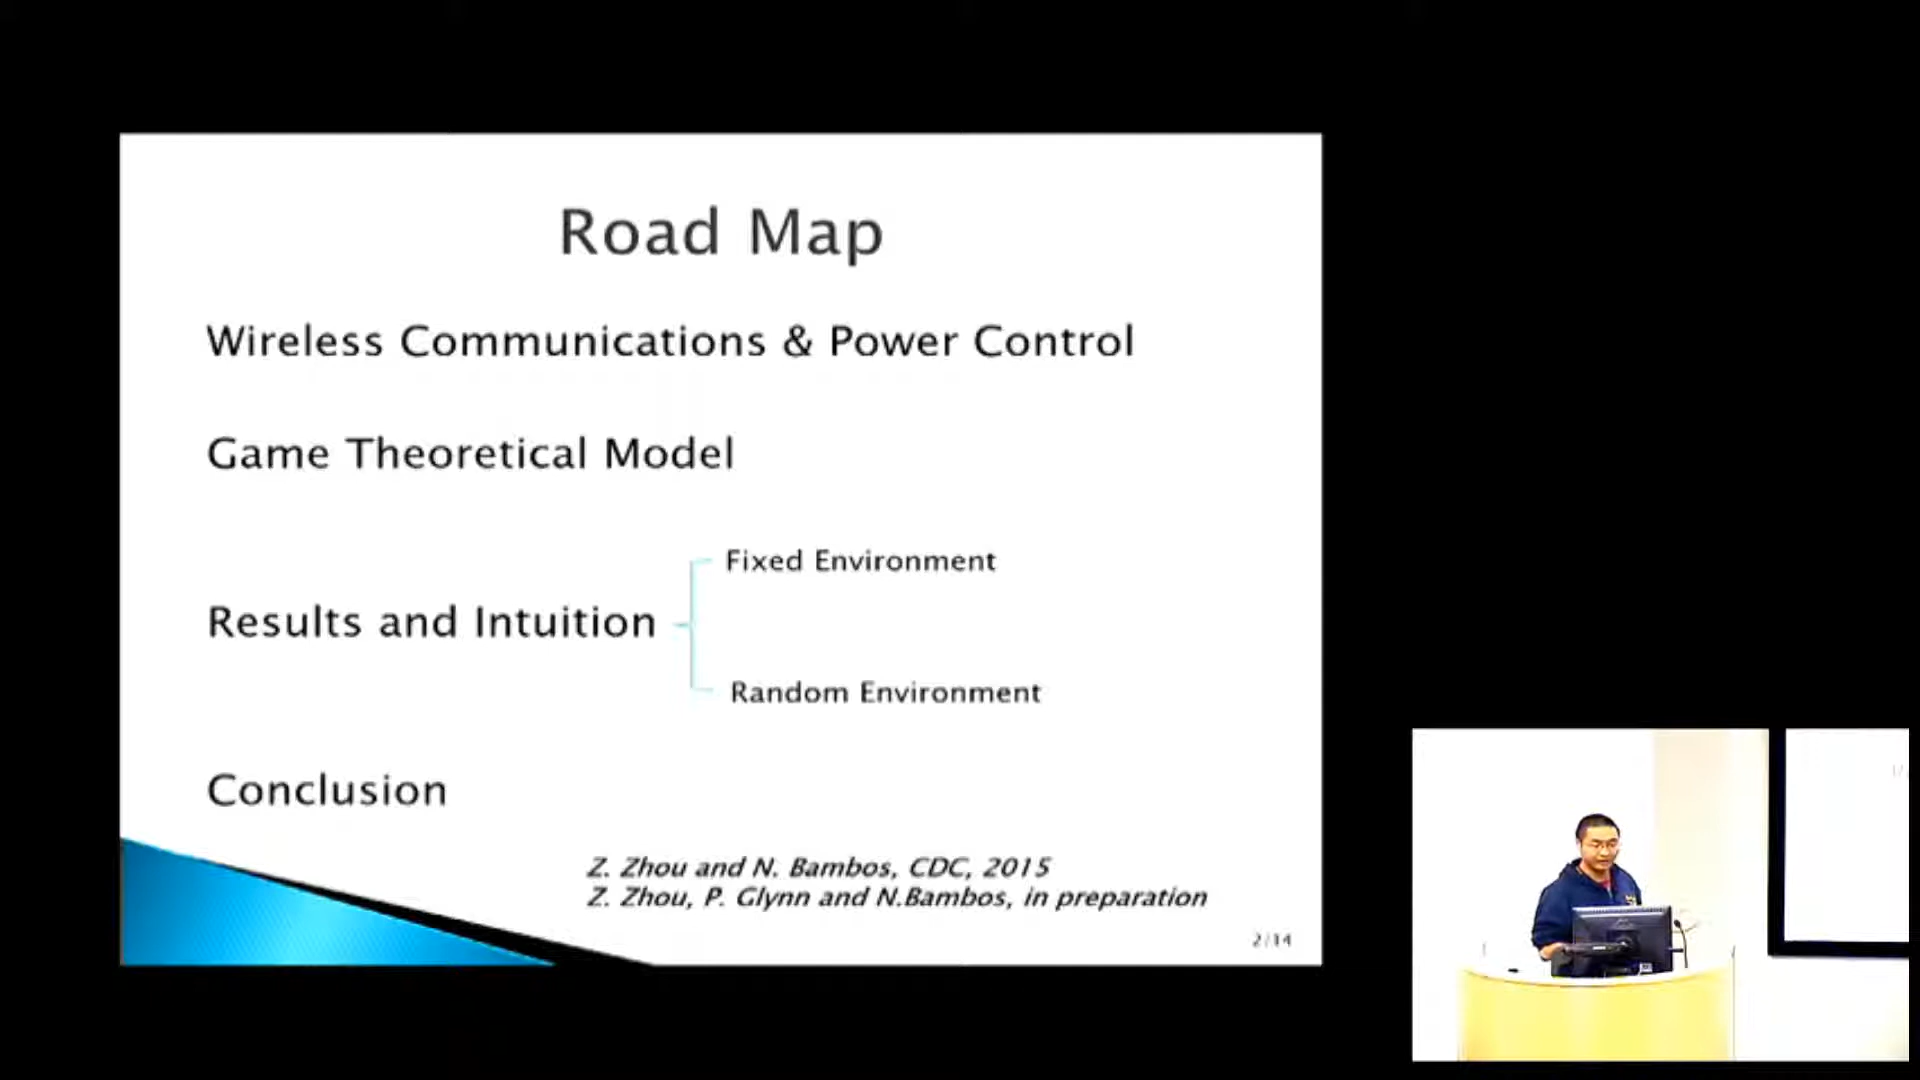 Road Map
Wireless Communications & Power Control
Game Theoretical Model
Fixed Environment
Results and Intuition
Random Environment
Conclusion
Z. Zhou and N. Bambos, CDC, 2015
Z. Zhou, P. Glynn and N.Bambos, in preparation
2/14